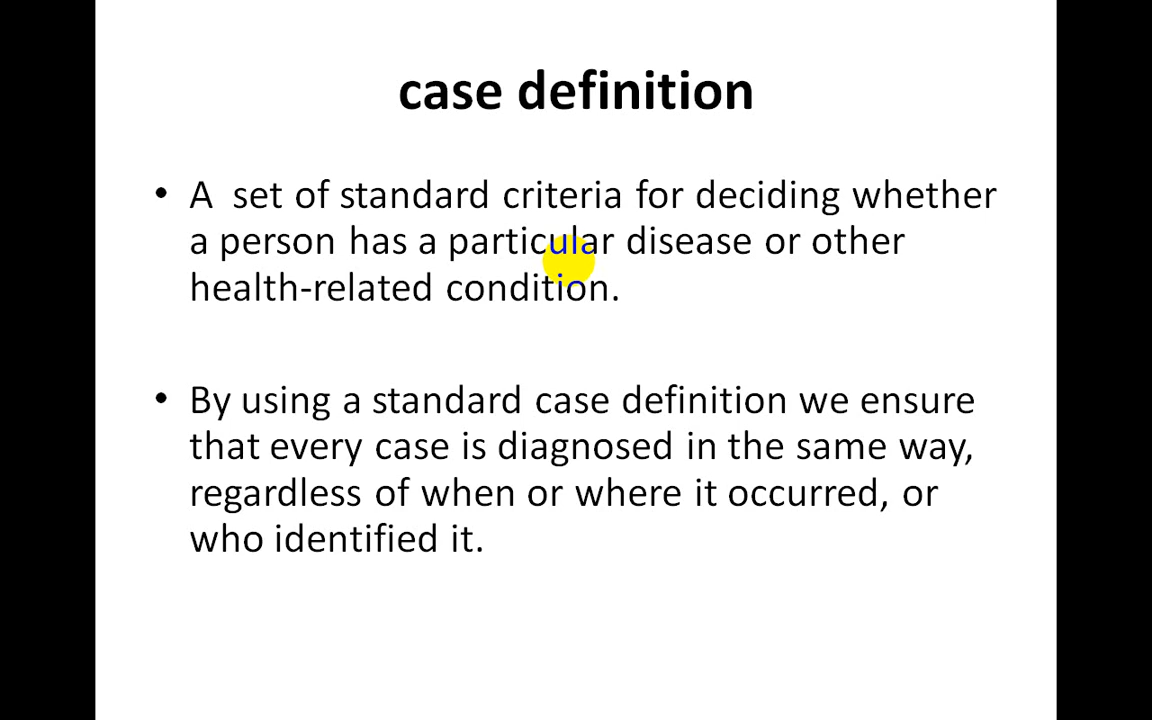 case definition
• A  set of standard criteria for deciding whether
a person has a particular disease or other
health-related condition.
• By using a standard case definition we ensure
that every case is diagnosed in the same way,
regardless of when or where it occurred, or
who identified it.